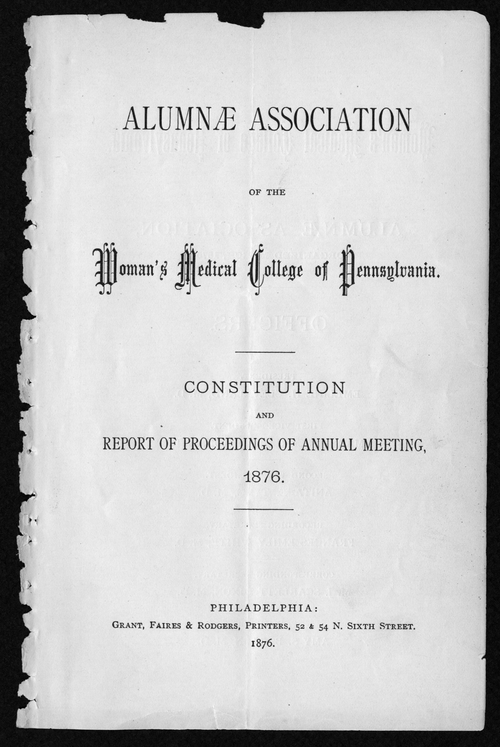 ALUMNÆ ASSOCIATION
OF THE
Woman's Medical College of Pennsylvania.
CONSTITUTION
AND
REPORT OF PROCEEDINGS OF ANNUAL MEETING,
1876.
PHILADELPHIA:
GRANT, FAIRES & RODGERS, PRINTERS, 52 & 54 N. SIXTH STREET.
1876.